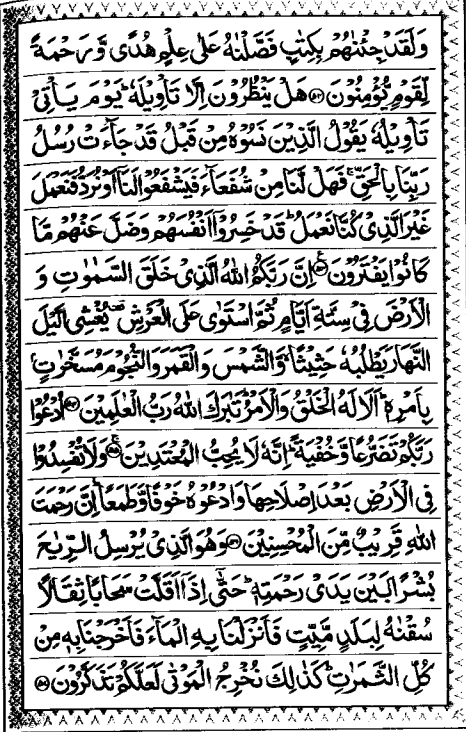 وَلَقَدْ جِئْنٰهُمْ بِكِتٰبٍ فَصَّلْنٰهُ عَلٰى عِلْمٍ هُدًى وَّرَحْمَةً
لِّقَوْمٍ يُّؤْمِنُوْنَ ﴿۵۲﴾ هَلْ يَنْظُرُوْنَ اِلَّا تَاْوِيْلَهٗ ؕ يَوْمَ يَاْتِيْ
تَاْوِيْلُهٗ يَقُوْلُ الَّذِيْنَ نَسُوْهُ مِنْ قَبْلُ قَدْ جَآءَتْ رُسُلُ
رَبِّنَا بِالْحَقِّ ۚ فَهَلْ لَّنَا مِنْ شُفَعَآءَ فَيَشْفَعُوْا لَنَآ اَوْ نُرَدُّ فَنَعْمَلَ
غَيْرَ الَّذِيْ كُنَّا نَعْمَلُ ؕ قَدْ خَسِرُوْٓا اَنْفُسَهُمْ وَضَلَّ عَنْهُمْ مَّا
كَانُوْا يَفْتَرُوْنَ ﴿۵۳﴾ اِنَّ رَبَّكُمُ اللّٰهُ الَّذِيْ خَلَقَ السَّمٰوٰتِ وَ
الْاَرْضَ فِيْ سِتَّةِ اَيَّامٍ ثُمَّ اسْتَوٰى عَلَى الْعَرْشِ ۟ يُغْشِى الَّيْلَ
النَّهَارَ يَطْلُبُهٗ حَثِيْثًا ۙ وَّالشَّمْسَ وَالْقَمَرَ وَالنُّجُوْمَ مُسَخَّرٰتٍۭ
بِاَمْرِهٖ ؕ اَلَا لَهُ الْخَلْقُ وَالْاَمْرُ ؕ تَبٰرَكَ اللّٰهُ رَبُّ الْعٰلَمِيْنَ ﴿۵۴﴾ اُدْعُوْا
رَبَّكُمْ تَضَرُّعًا وَّخُفْيَةً ؕ اِنَّهٗ لَا يُحِبُّ الْمُعْتَدِيْنَ ﴿۵۵﴾ وَلَا تُفْسِدُوْا
فِي الْاَرْضِ بَعْدَ اِصْلَاحِهَا وَادْعُوْهُ خَوْفًا وَّطَمَعًا ؕ اِنَّ رَحْمَتَ
اللّٰهِ قَرِيْبٌ مِّنَ الْمُحْسِنِيْنَ ﴿۵۶﴾ وَهُوَ الَّذِيْ يُرْسِلُ الرِّيٰحَ
بُشْرًۢا بَيْنَ يَدَيْ رَحْمَتِهٖ ؕ حَتّٰٓى اِذَآ اَقَلَّتْ سَحَابًا ثِقَالًا
سُقْنٰهُ لِبَلَدٍ مَّيِّتٍ فَاَنْزَلْنَا بِهِ الْمَآءَ فَاَخْرَجْنَا بِهٖ مِنْ
كُلِّ الثَّمَرٰتِ ؕ كَذٰلِكَ نُخْرِجُ الْمَوْتٰى لَعَلَّكُمْ تَذَكَّرُوْنَ ﴿۵۷﴾